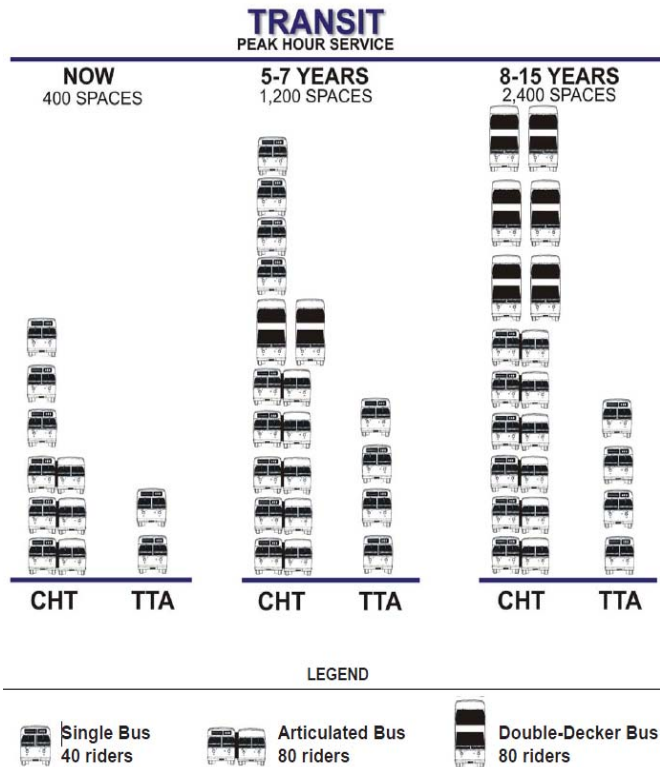 TRANSIT
PEAK HOUR SERVICE
NOW
400 SPACES
5-7 YEARS
1,200 SPACES
8-15 YEARS
2,400 SPACES
CHT TTA
CHT TTA
CHT TTA
LEGEND
Single Bus
40 riders
Articulated Bus
80 riders
Double-Decker Bus
80 riders